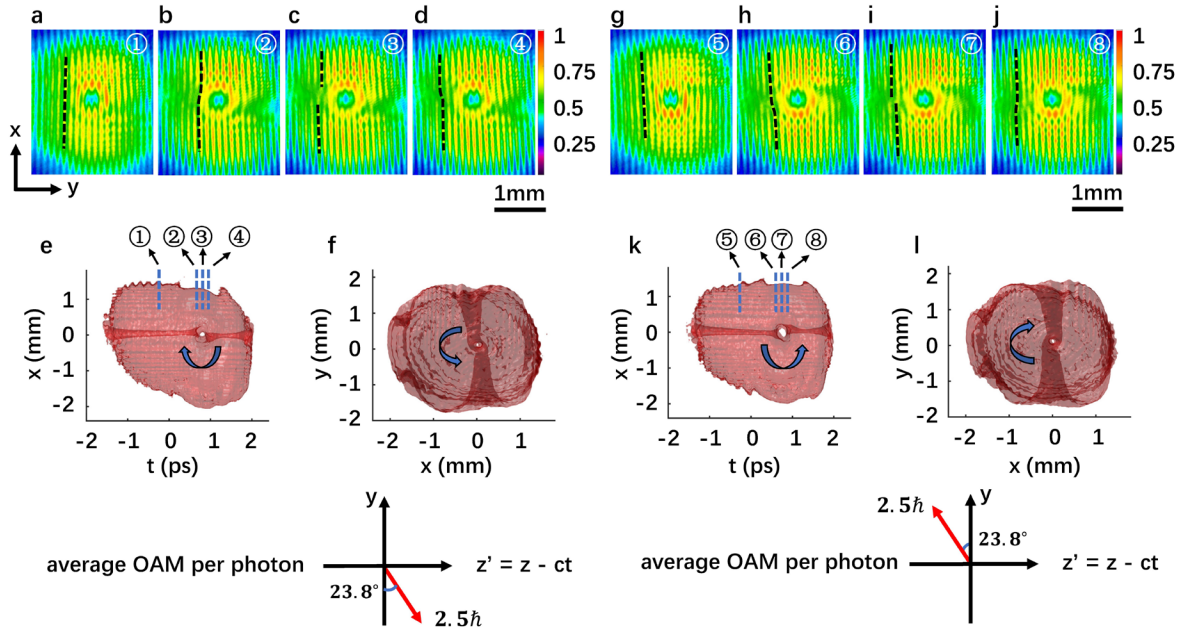 a b c d g h i j
① ② ③ ④ ⑤ ⑥ ⑦ ⑧
1
0.75
0.5
0.25
1
0.75
0.5
0.25
x
y
1mm
1mm
e
① ② ③ ④
x (mm)
1
0
-1
-2
-2 -1 0 1 2
t (ps)
f
y (mm)
2
1
0
-1
-2
-2 -1 0 1
x (mm)
k
⑤ ⑥ ⑦ ⑧
x (mm)
1
0
-1
-2
-2 -1 0 1 2
t (ps)
l
y (mm)
2
1
0
-1
-2
-2 -1 0 1
x (mm)
y
average OAM per photon
z' = z - ct
23.8°
2.5ℏ
y
2.5ℏ
23.8°
average OAM per photon
z' = z - ct